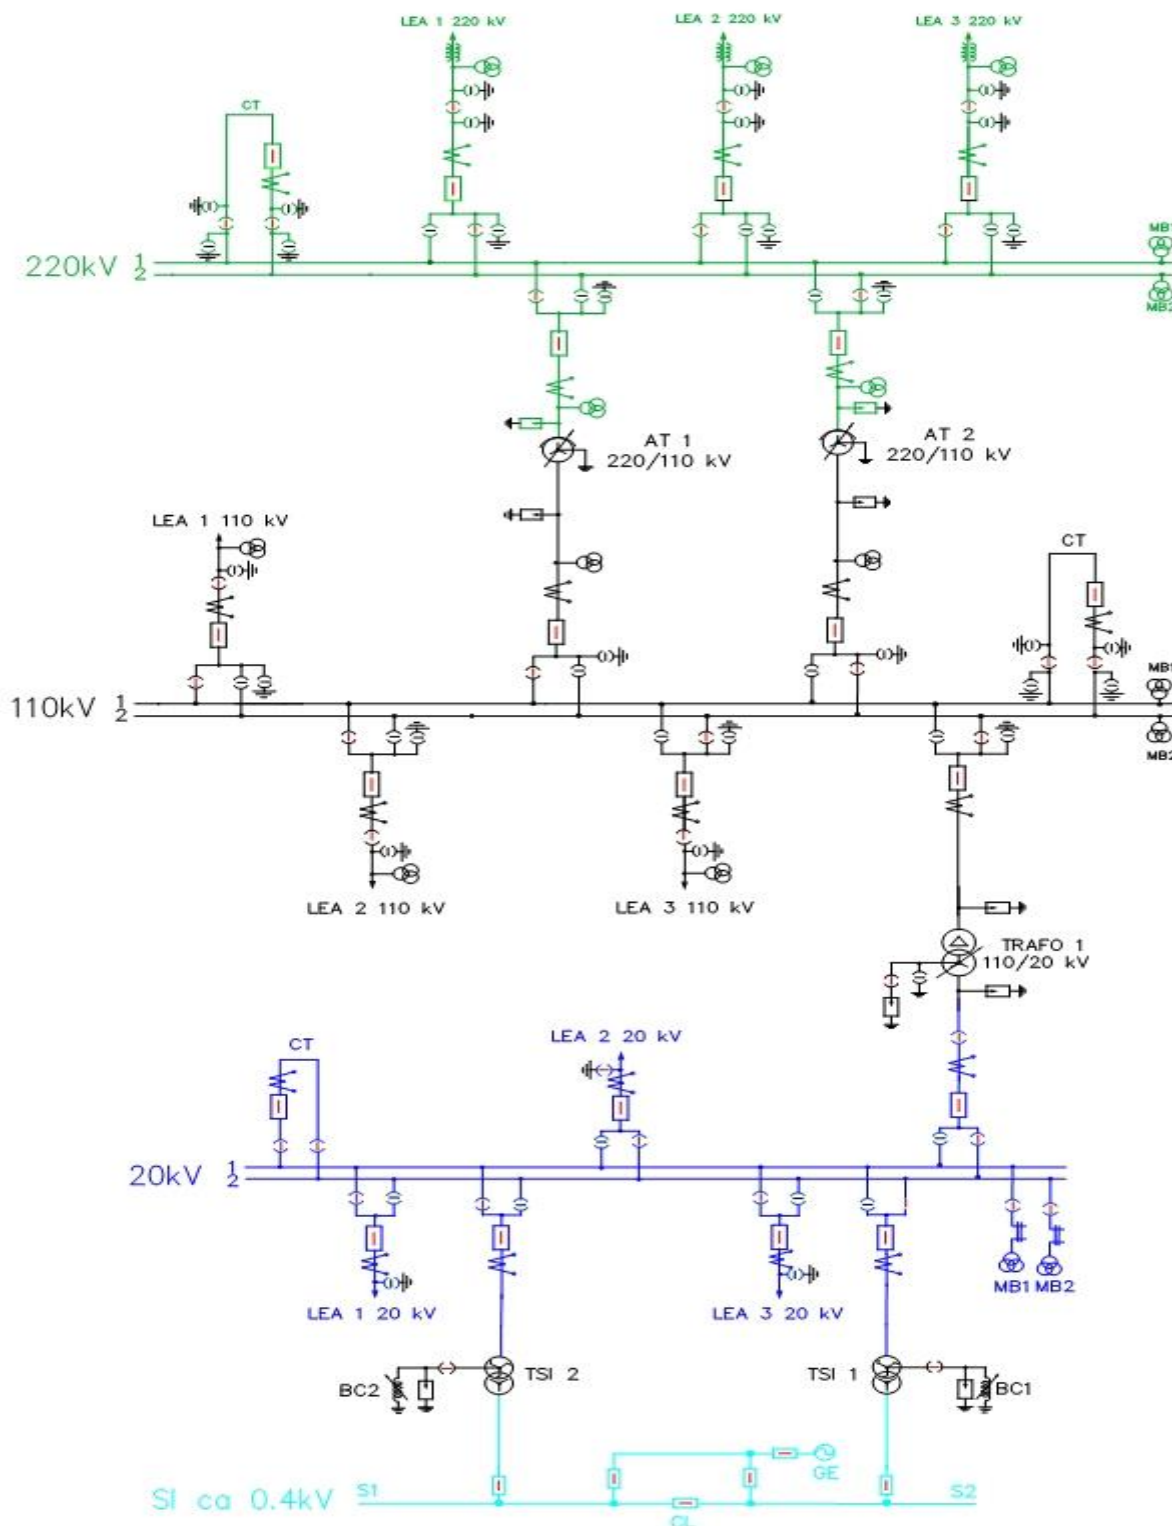 LEA 1 220 kV
LEA 2 220 kV
LEA 3 220 kV
CT
MB1
220kV 1
2
MB2
AT 1
220/110 kV
AT 2
220/110 kV
LEA 1 110 kV
CT
MB1
110kV 1
2
MB2
LEA 2 110 kV
LEA 3 110 kV
TRAFO 1
110/20 kV
CT
LEA 2 20 kV
20kV 1
2
MB1 MB2
LEA 1 20 kV
LEA 3 20 kV
BC2
TSI 2
TSI 1
BC1
GE
SI ca 0.4kV
S1
S2